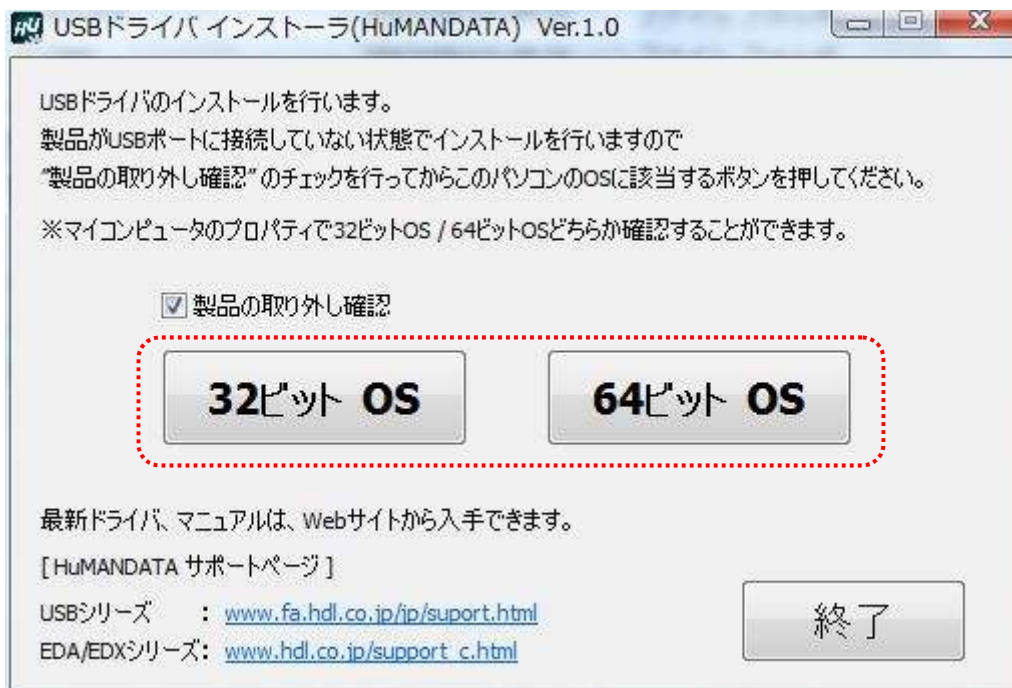 USBドライバ インストーラ(HuMANDATA) Ver.1.0
USBドライバのインストールを行います。
製品がUSBポートに接続していない状態でインストールを行いますので
"製品の取り外し確認" のチェックを行ってからこのパソコンのOSに該当するボタンを押してください。
※マイコンピュータのプロパティで32ビットOS / 64ビットOSどちらか確認することができます。
製品の取り外し確認
32ビット OS 64ビット OS
最新ドライバ、マニュアルは、Webサイトから入手できます。
[ HuMANDATA サポートページ ]
USBシリーズ : www.fa.hdl.co.jp/jp/suport.html
EDA/EDXシリーズ: www.hdl.co.jp/support_c.html
終了